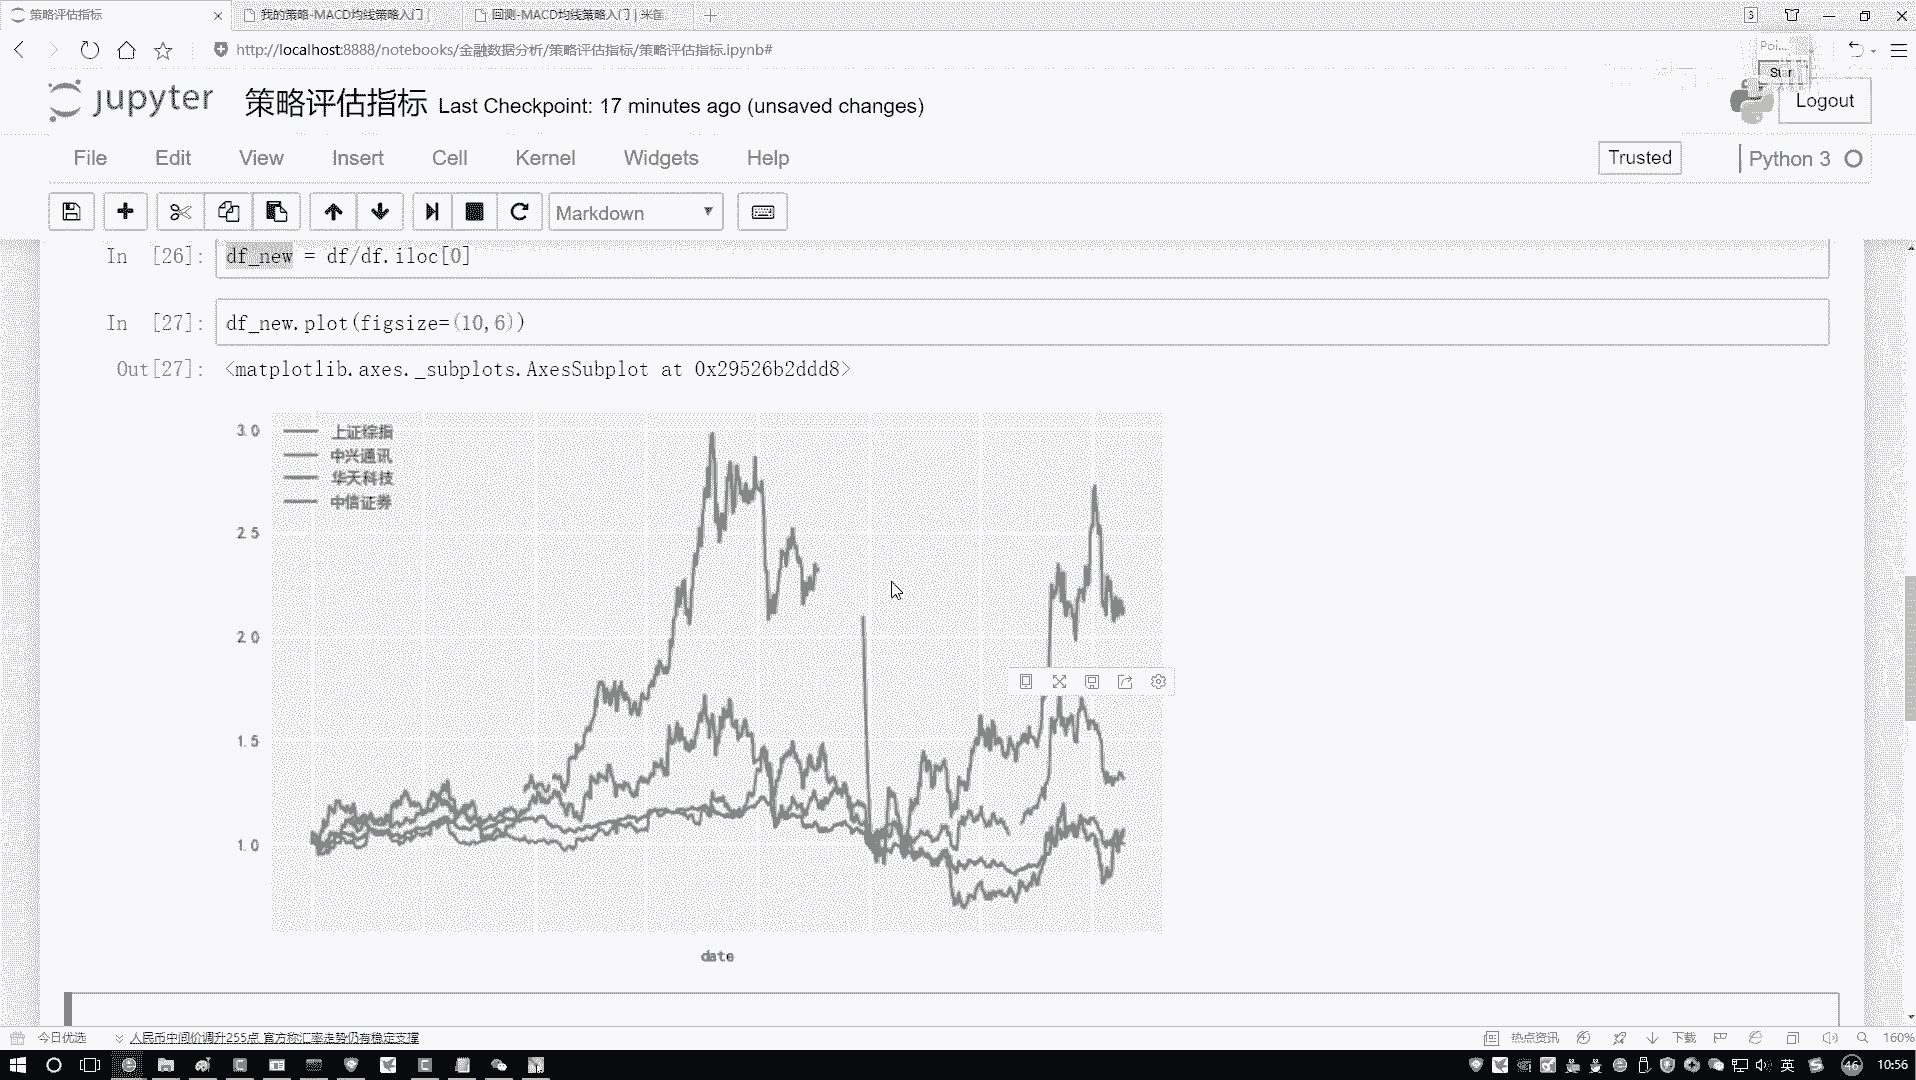 策略评估指标
我的策略-MACD均线策略入门 |
回测-MACD均线策略入门 | 米筐
3
http://localhost:8888/notebooks/金融数据分析/策略评估指标/策略评估指标.ipynb#
Poi...
jupyter
策略评估指标 Last Checkpoint: 17 minutes ago (unsaved changes)
Logout
File Edit View Insert Cell Kernel Widgets Help
Trusted
Python 3
Markdown
In [26]: df_new = df/df.iloc[0]
In [27]: df_new.plot(figsize=(10,6))
Out[27]: <matplotlib.axes._subplots.AxesSubplot at 0x29526b2ddd8>
3.0
上证综指
中兴通讯
华天科技
中信证券
2.5
2.0
1.5
1.0
date
今日优选
人民币中间价调升255点 官方称汇率走势仍有稳定支撑
热点资讯
下载
160%
英
46
10:56